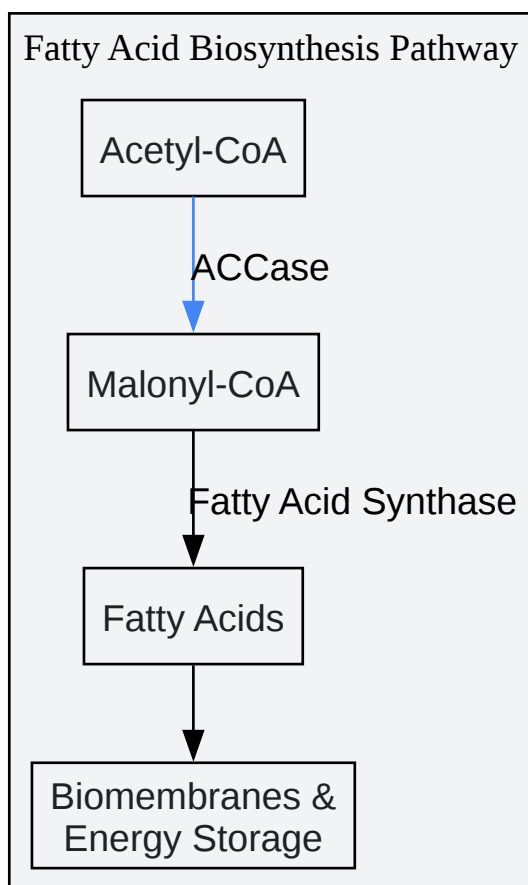 Fatty Acid Biosynthesis Pathway
Acetyl-CoA
ACCase
Malonyl-CoA
Fatty Acid Synthase
Fatty Acids
Biomembranes &
Energy Storage